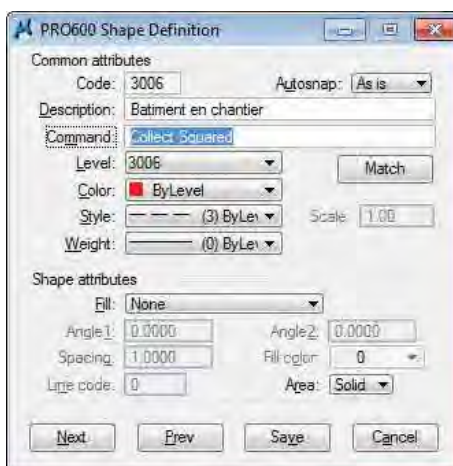 PRO600 Shape Definition
Common attributes
Code: 3006 Autosnap: As is
Description: Batiment en chantier
Command: Collect Squared
Level: 3006
Match
Color: ByLevel
Style: (3) ByLev Scale 1.00
Weight: (0) ByLev
Shape attributes
Fill: None
Angle1: 0.0000 Angle2: 0.0000
Spacing: 1.0000 Fill color: 0
Line code: 0 Area: Solid
Next Prev Save Cancel